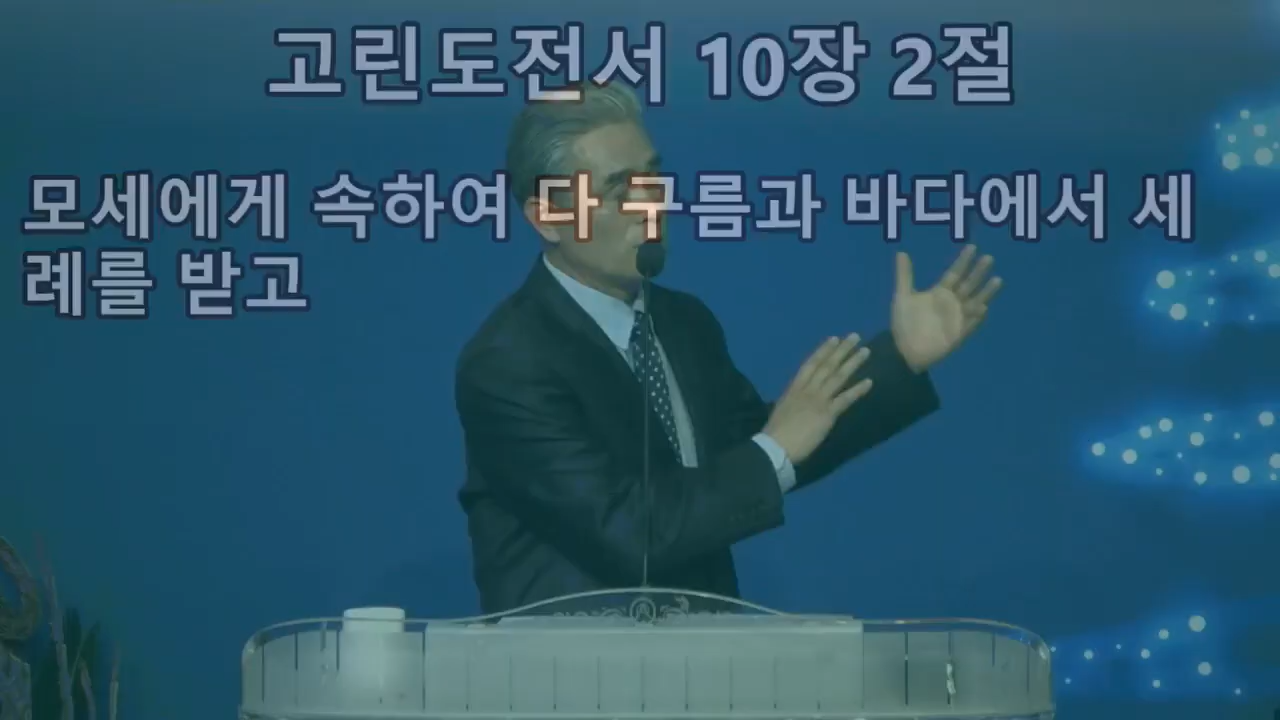 고린도전서 10장 2절
모세에게 속하여 다 구름과 바다에서 세
례를 받고